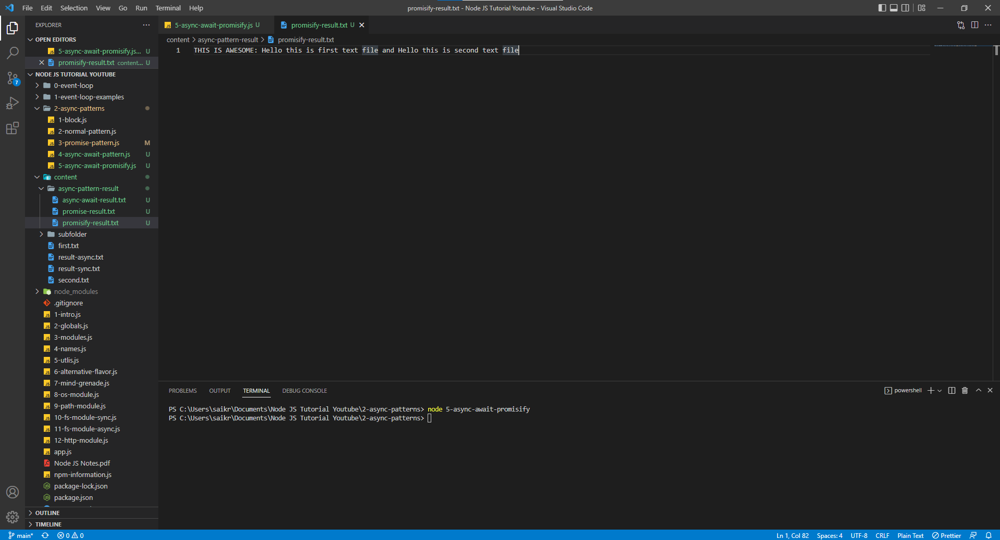 File Edit Selection View Go Run Terminal Help
promisify-result.txt - Node JS Tutorial Youtube - Visual Studio Code
EXPLORER
OPEN EDITORS
5-async-await-promisify.js... U
promisify-result.txt content... U
NODE JS TUTORIAL YOUTUBE
0-event-loop
1-event-loop-examples
2-async-patterns
1-block.js
2-normal-pattern.js
3-promise-pattern.js M
4-async-await-pattern.js U
5-async-await-promisify.js U
content
async-pattern-result
async-await-result.txt U
promise-result.txt U
promisify-result.txt U
subfolder
first.txt
result-async.txt
result-sync.txt
second.txt
node_modules
.gitignore
1-intro.js
2-globals.js
3-modules.js
4-names.js
5-utlis.js
6-alternative-flavor.js
7-mind-grenade.js
8-os-module.js
9-path-module.js
10-fs-module-sync.js
11-fs-module-async.js
12-http-module.js
app.js
Node JS Notes.pdf
npm-information.js
package-lock.json
package.json
OUTLINE
TIMELINE
7
5-async-await-promisify.js U
promisify-result.txt U
content > async-pattern-result > promisify-result.txt
1 THIS IS AWESOME: Hello this is first text file and Hello this is second text file
PROBLEMS OUTPUT TERMINAL DEBUG CONSOLE
powershell
PS C:\Users\saikr\Documents\Node JS Tutorial Youtube\2-async-patterns> node 5-async-await-promisify
PS C:\Users\saikr\Documents\Node JS Tutorial Youtube\2-async-patterns>
main* 0 0
Ln 1, Col 82 Spaces: 4 UTF-8 CRLF Plain Text Prettier